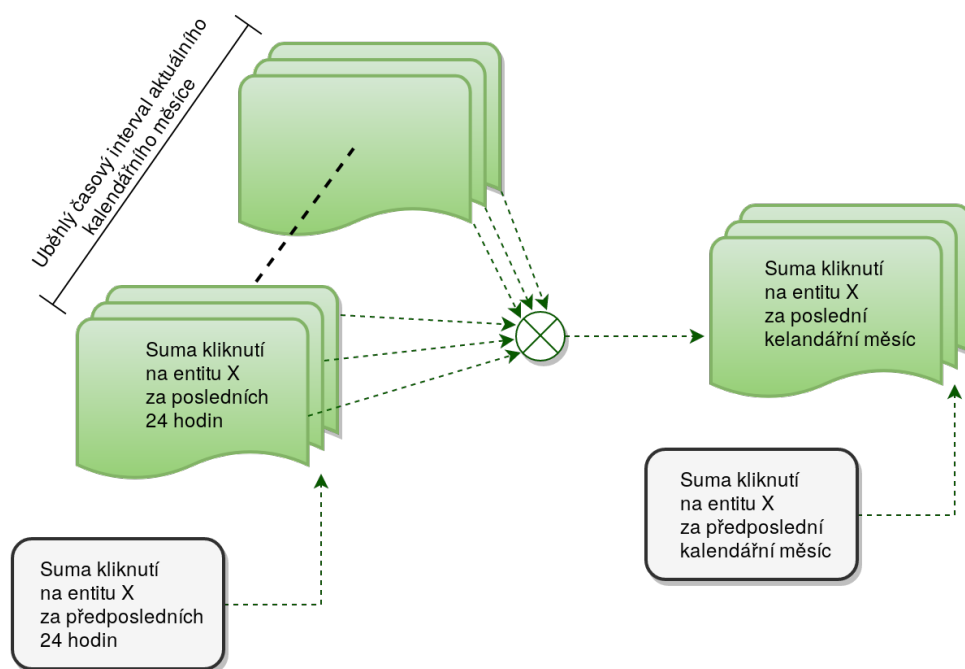 Uběhlý časový interval aktuálního
kalendářního měsíce
Suma kliknutí
na entitu X
za posledních
24 hodin
Suma kliknutí
na entitu X
za poslední
kelandářní měsíc
Suma kliknutí
na entitu X
za předposledních
24 hodin
Suma kliknutí
na entitu X
za předposlední
kalendářní měsíc